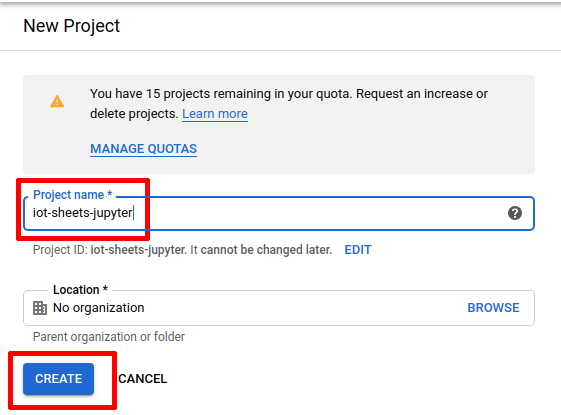 New Project
You have 15 projects remaining in your quota. Request an increase or
delete projects. Learn more
MANAGE QUOTAS
Project name *
iot-sheets-jupyter
Project ID: iot-sheets-jupyter. It cannot be changed later. EDIT
Location *
No organization BROWSE
Parent organization or folder
CREATE CANCEL